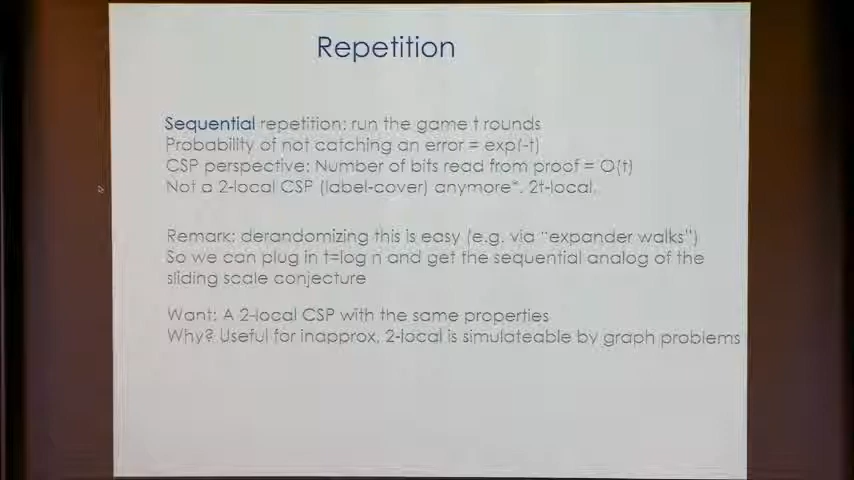 Repetition
Sequential repetition: run the game t rounds
Probability of not catching an error = exp(-t)
CSP perspective: Number of bits read from proof = O(t)
Not a 2-local CSP (label-cover) anymore*. 2t-local.
Remark: derandomizing this is easy (e.g. via "expander walks")
So we can plug in t=log n and get the sequential analog of the
sliding scale conjecture
Want: A 2-local CSP with the same properties
Why? Useful for inapprox, 2-local is simulateable by graph problems